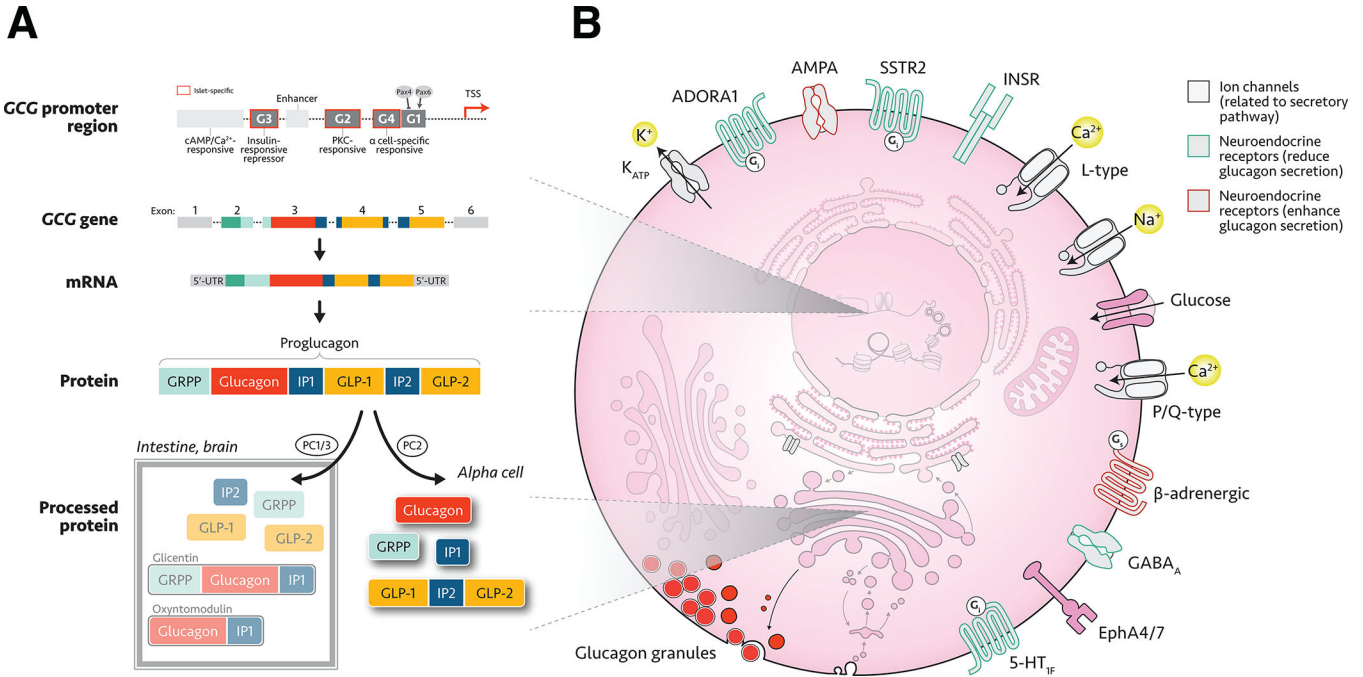 A
GCG promoter
region
Islet-specific
Enhancer
Pax4
Pax6
TSS
G3
G2
G4
G1
cAMP/Ca²⁺-
responsive
Insulin-
responsive
repressor
PKC-
responsive
α cell-specific
responsive
GCG gene
Exon: 1 2 3 4 5 6
mRNA
5’-UTR
5’-UTR
Proglucagon
Protein
GRPP
Glucagon
IP1
GLP-1
IP2
GLP-2
PC1/3
PC2
Intestine, brain
Alpha cell
Processed
protein
IP2
GRPP
GLP-1
GLP-2
Glicentin
GRPP
Glucagon
IP1
Oxyntomodulin
Glucagon
IP1
Glucagon
GRPP
IP1
GLP-1
IP2
GLP-2
B
K⁺
K_ATP
ADORA1
Gᵢ
AMPA
SSTR2
Gᵢ
INSR
Ca²⁺
L-type
Na⁺
Glucose
Ca²⁺
P/Q-type
Gₛ
β-adrenergic
GABA_A
EphA4/7
Gᵢ
5-HT₁F
Glucagon granules
Ion channels
(related to secretory
pathway)
Neuroendocrine
receptors (reduce
glucagon secretion)
Neuroendocrine
receptors (enhance
glucagon secretion)